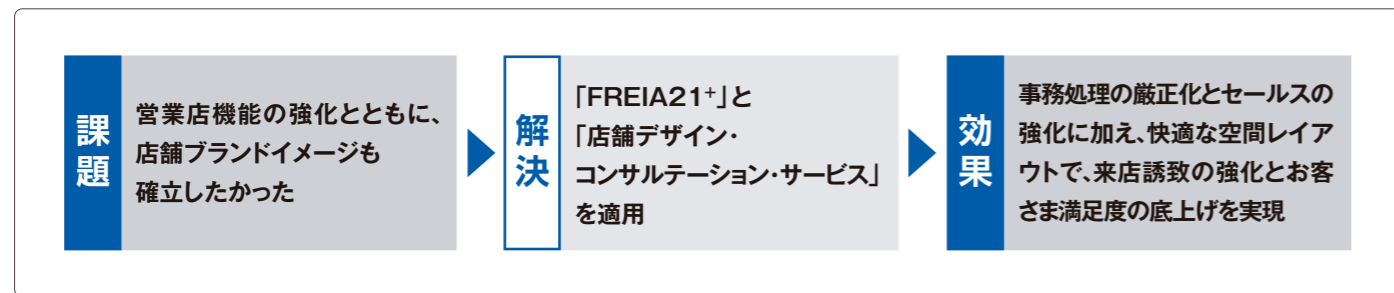 課題
営業店機能の強化とともに、
店舗ブランドイメージも
確立したかった
解決
「FREIA21+」と
「店舗デザイン・
コンサルテーション・サービス」
を適用
効果
事務処理の厳正化とセールスの
強化に加え、快適な空間レイア
ウトで、来店誘致の強化とお客
さま満足度の底上げを実現